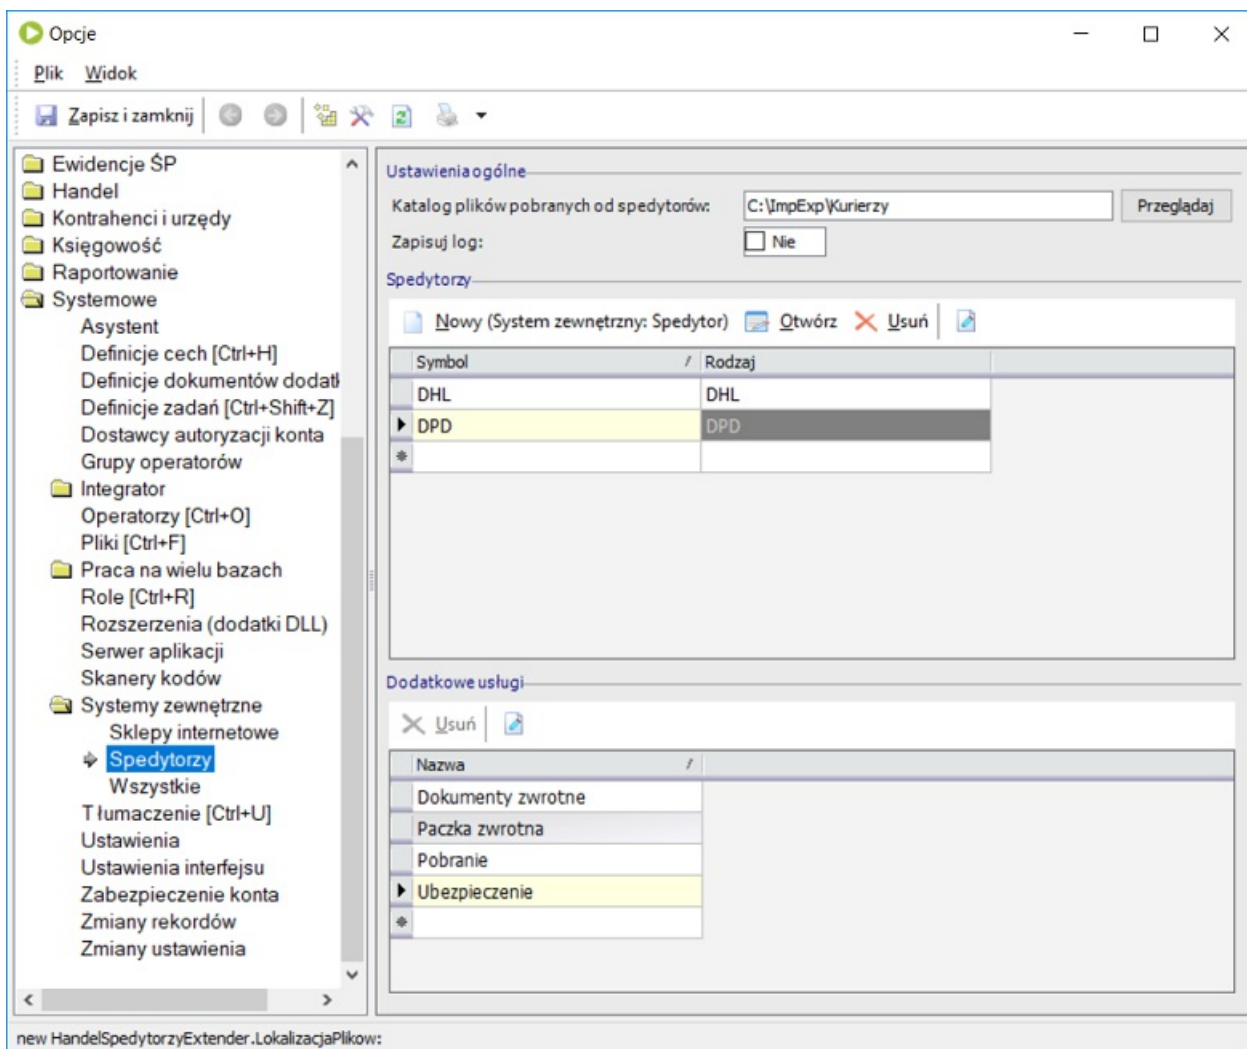 Opcje
Plik Widok
Zapisz i zamknij
Ewidencje ŚP
Handel
Kontrahenci i urzędy
Księgowość
Raportowanie
Systemowe
Asystent
Definicje cech [Ctrl+H]
Definicje dokumentów dodatk
Definicje zadań [Ctrl+Shift+Z]
Dostawcy autoryzacji konta
Grupy operatorów
Integrator
Operatorzy [Ctrl+O]
Pliki [Ctrl+F]
Praca na wielu bazach
Role [Ctrl+R]
Rozszerzenia (dodatki DLL)
Serwer aplikacji
Skanery kodów
Systemy zewnętrzne
Sklepy internetowe
Spedytorzy
Wszystkie
Tłumaczenie [Ctrl+U]
Ustawienia
Ustawienia interfejsu
Zabezpieczenie konta
Zmiany rekordów
Zmiany ustawienia
Ustawienia ogólne
Katalog plików pobranych od spedytorów: C:\ImpExp\Kurierzy Przeglądaj
Zapisuj log: Nie
Spedytorzy
Nowy (System zewnętrzny: Spedytor) Otwórz Usuń
Symbol Rodzaj
DHL DHL
DPD DPD
Dodatkowe usługi
Usuń
Nazwa
Dokumenty zwrotne
Paczka zwrotna
Pobranie
Ubezpieczenie
new HandelSpedytorzyExtender.LokalizacjaPlikow: